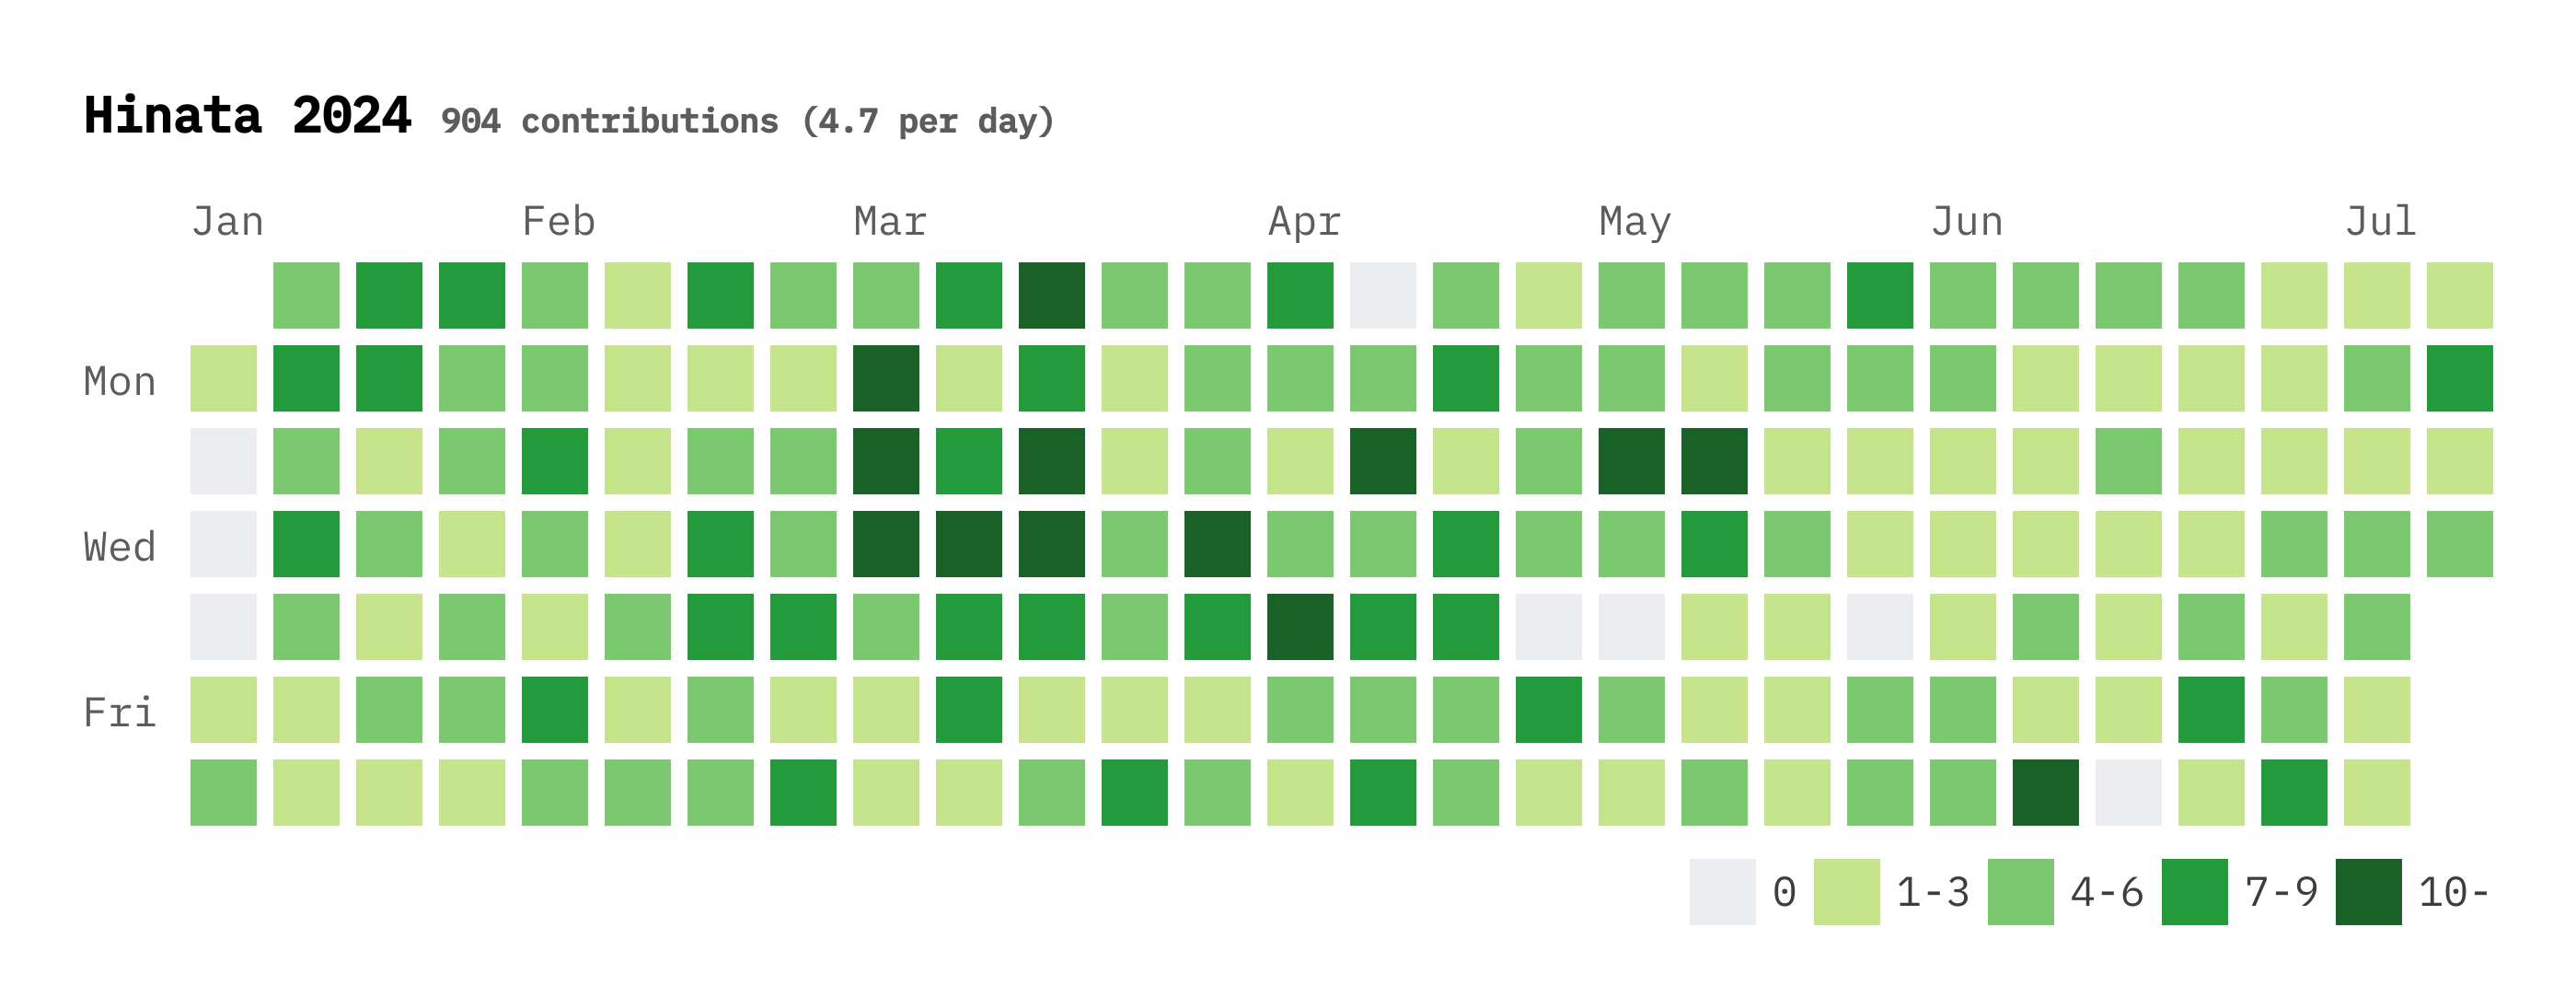 Hinata 2024 904 contributions (4.7 per day)
Jan Feb Mar Apr May Jun Jul
Mon
Wed
Fri
0 1-3 4-6 7-9 10-